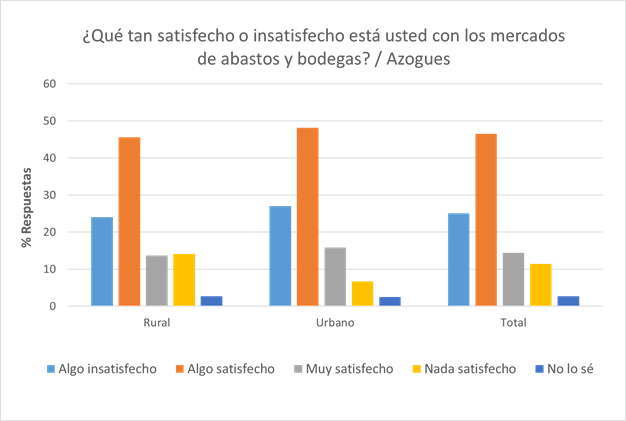 ¿Qué tan satisfecho o insatisfecho está usted con los mercados
de abastos y bodegas? / Azogues
60
50
40
30
20
10
0
% Respuestas
Rural Urbano Total
Algo insatisfecho Algo satisfecho Muy satisfecho Nada satisfecho No lo sé